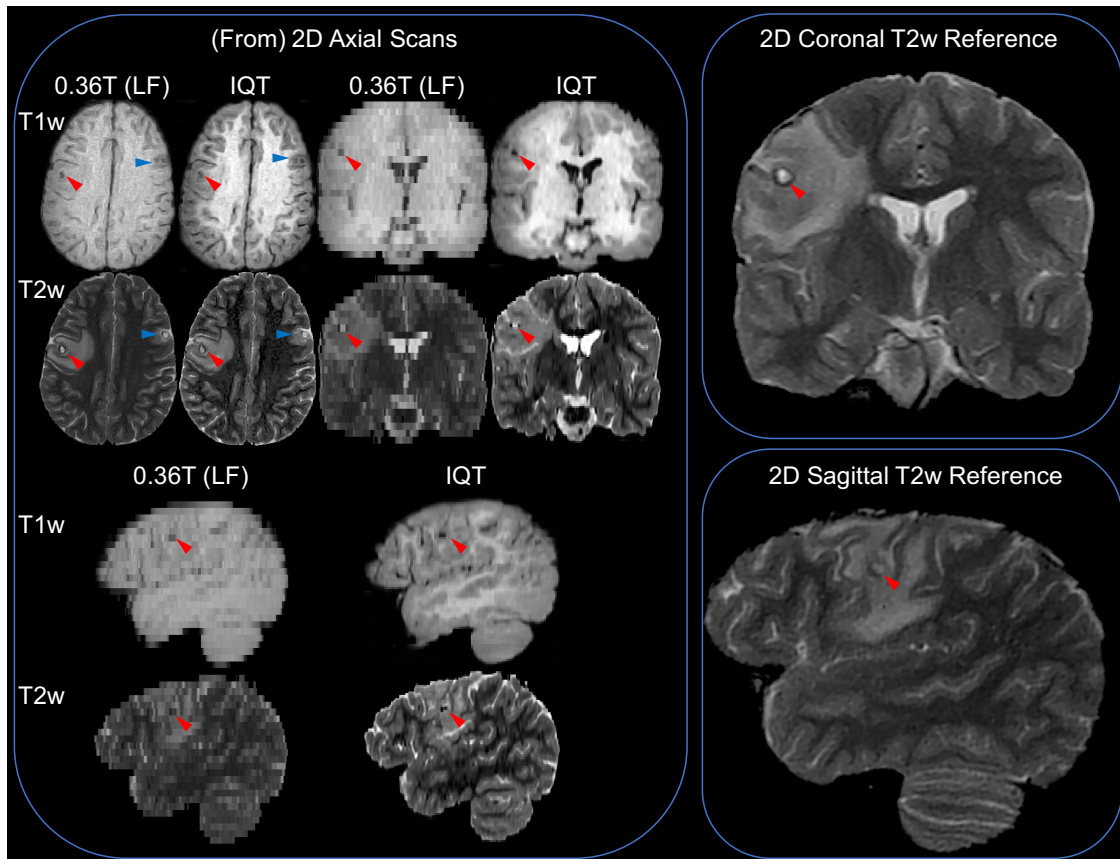 (From) 2D Axial Scans
0.36T (LF) IQT 0.36T (LF) IQT
T1w
T2w
0.36T (LF) IQT
T1w
T2w
2D Coronal T2w Reference
2D Sagittal T2w Reference